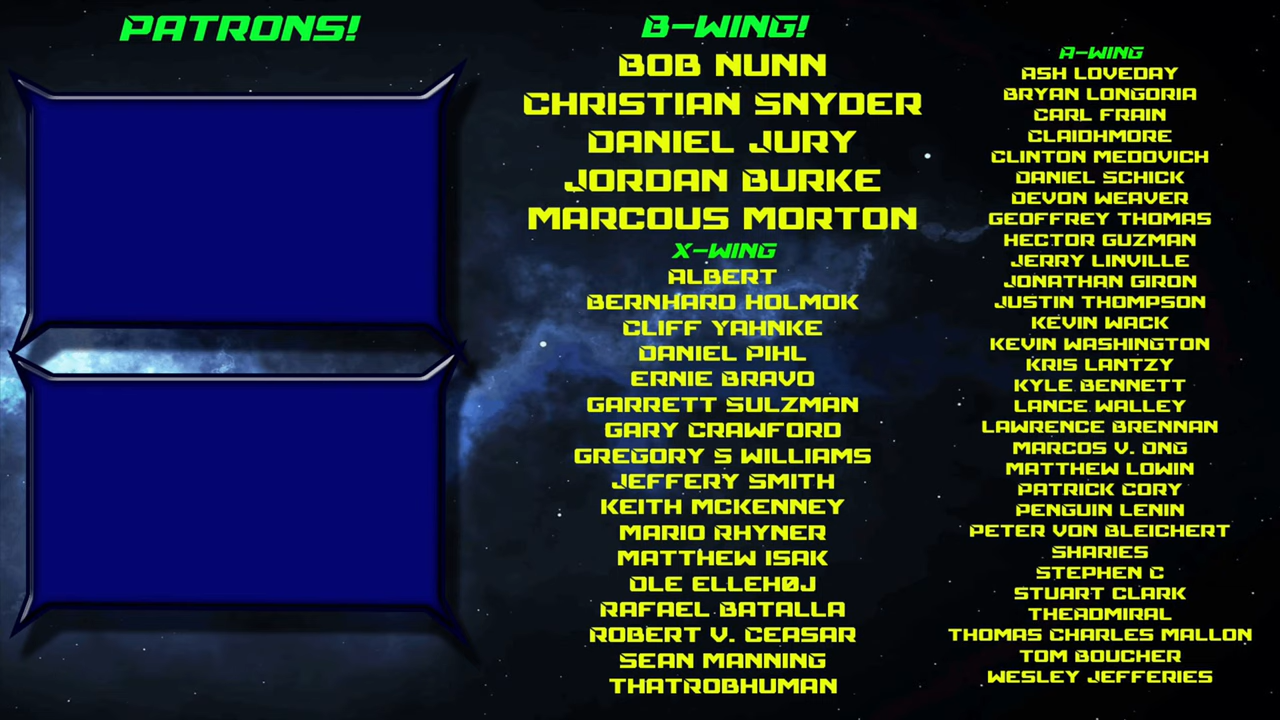 PATRONS!
B-WING!
BOB NUNN
CHRISTIAN SNYDER
DANIEL JURY
JORDAN BURKE
MARCOUS MORTON
X-WING
ALBERT
BERNHARD HOLMOK
CLIFF YAHNKE
DANIEL PIHL
ERNIE BRAVO
GARRETT SULZMAN
GARY CRAWFORD
GREGORY S WILLIAMS
JEFFERY SMITH
KEITH MCKENNEY
MARIO RHYNER
MATTHEW ISAK
OLE ELLEHØJ
RAFAEL BATALLA
ROBERT V. CEASAR
SEAN MANNING
THATROBHUMAN
A-WING
ASH LOVEDAY
BRYAN LONGORIA
CARL FRAIN
CLAIDHMORE
CLINTON MEDOVICH
DANIEL SCHICK
DEVON WEAVER
GEOFFREY THOMAS
HECTOR GUZMAN
JERRY LINVILLE
JONATHAN GIRON
JUSTIN THOMPSON
KEVIN WACK
KEVIN WASHINGTON
KRIS LANTZY
KYLE BENNETT
LANCE WALLEY
LAWRENCE BRENNAN
MARCOS V. ONG
MATTHEW LOWIN
PATRICK CORY
PENGUIN LENIN
PETER VON BLEICHERT
SHARIES
STEPHEN C
STUART CLARK
THEADMIRAL
THOMAS CHARLES MALLON
TOM BOUCHER
WESLEY JEFFERIES